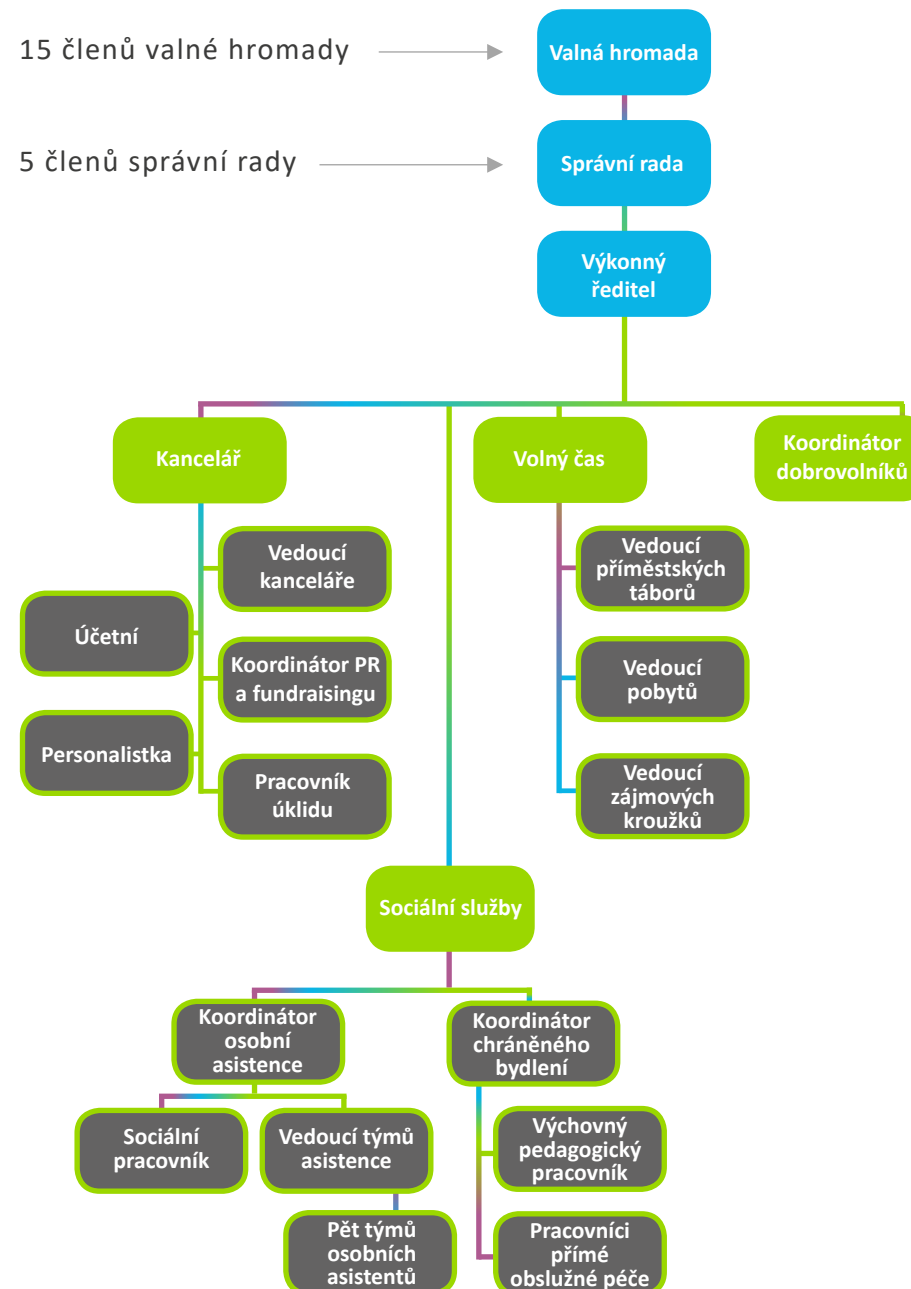 15 členů valné hromady
Valná hromada
5 členů správní rady
Správní rada
Výkonný
ředitel
Kancelář
Volný čas
Koordinátor
dobrovolníků
Vedoucí
kanceláře
Účetní
Koordinátor PR
a fundraisingu
Personalistka
Pracovník
úklidu
Vedoucí
příměstských
táborů
Vedoucí
pobytů
Vedoucí
zájmových
kroužků
Sociální služby
Koordinátor
osobní
asistence
Koordinátor
chráněného
bydlení
Sociální
pracovník
Vedoucí týmů
asistence
Pět týmů
osobních
asistentů
Výchovný
pedagogický
pracovník
Pracovníci
přímé
obslužné péče